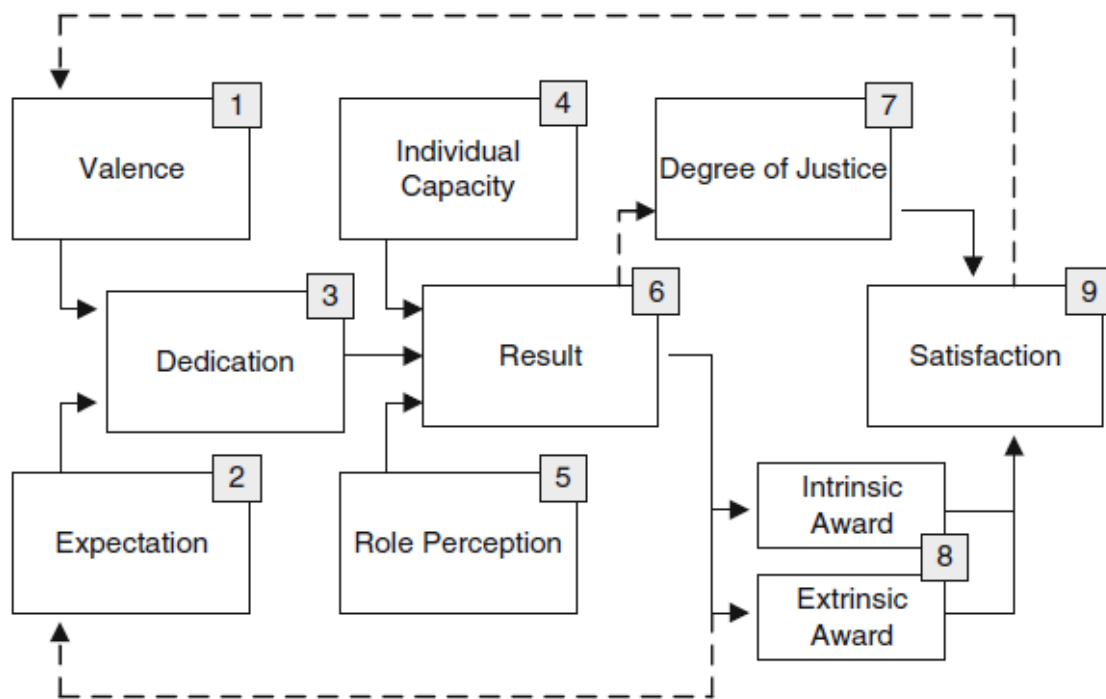 1
Valence
2
Expectation
3
Dedication
4
Individual
Capacity
5
Role Perception
6
Result
7
Degree of Justice
8
Intrinsic
Award
Extrinsic
Award
9
Satisfaction